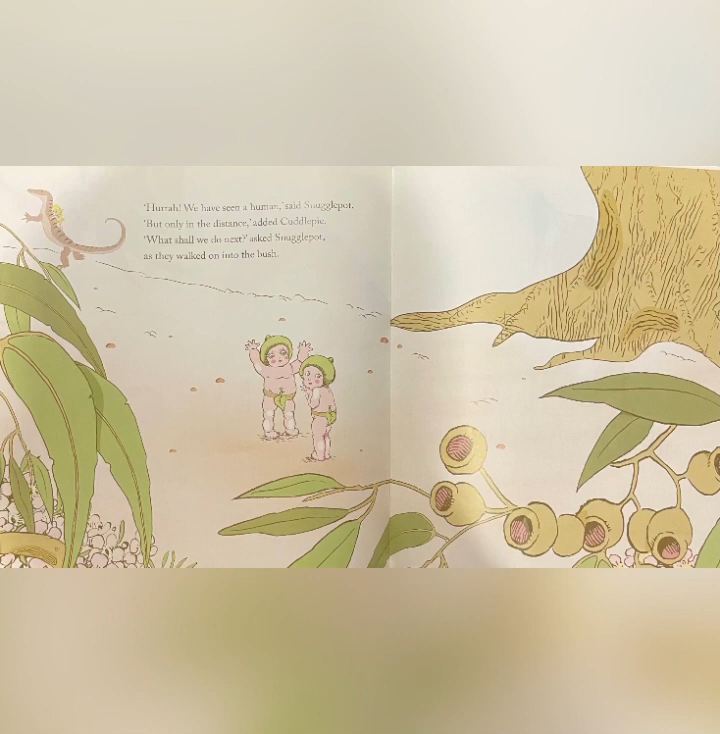 'Hurrah! We have seen a human,' said Snugglepot.
'But only in the distance,' added Cuddlepie.
'What shall we do next?' asked Snugglepot,
as they walked on into the bush.